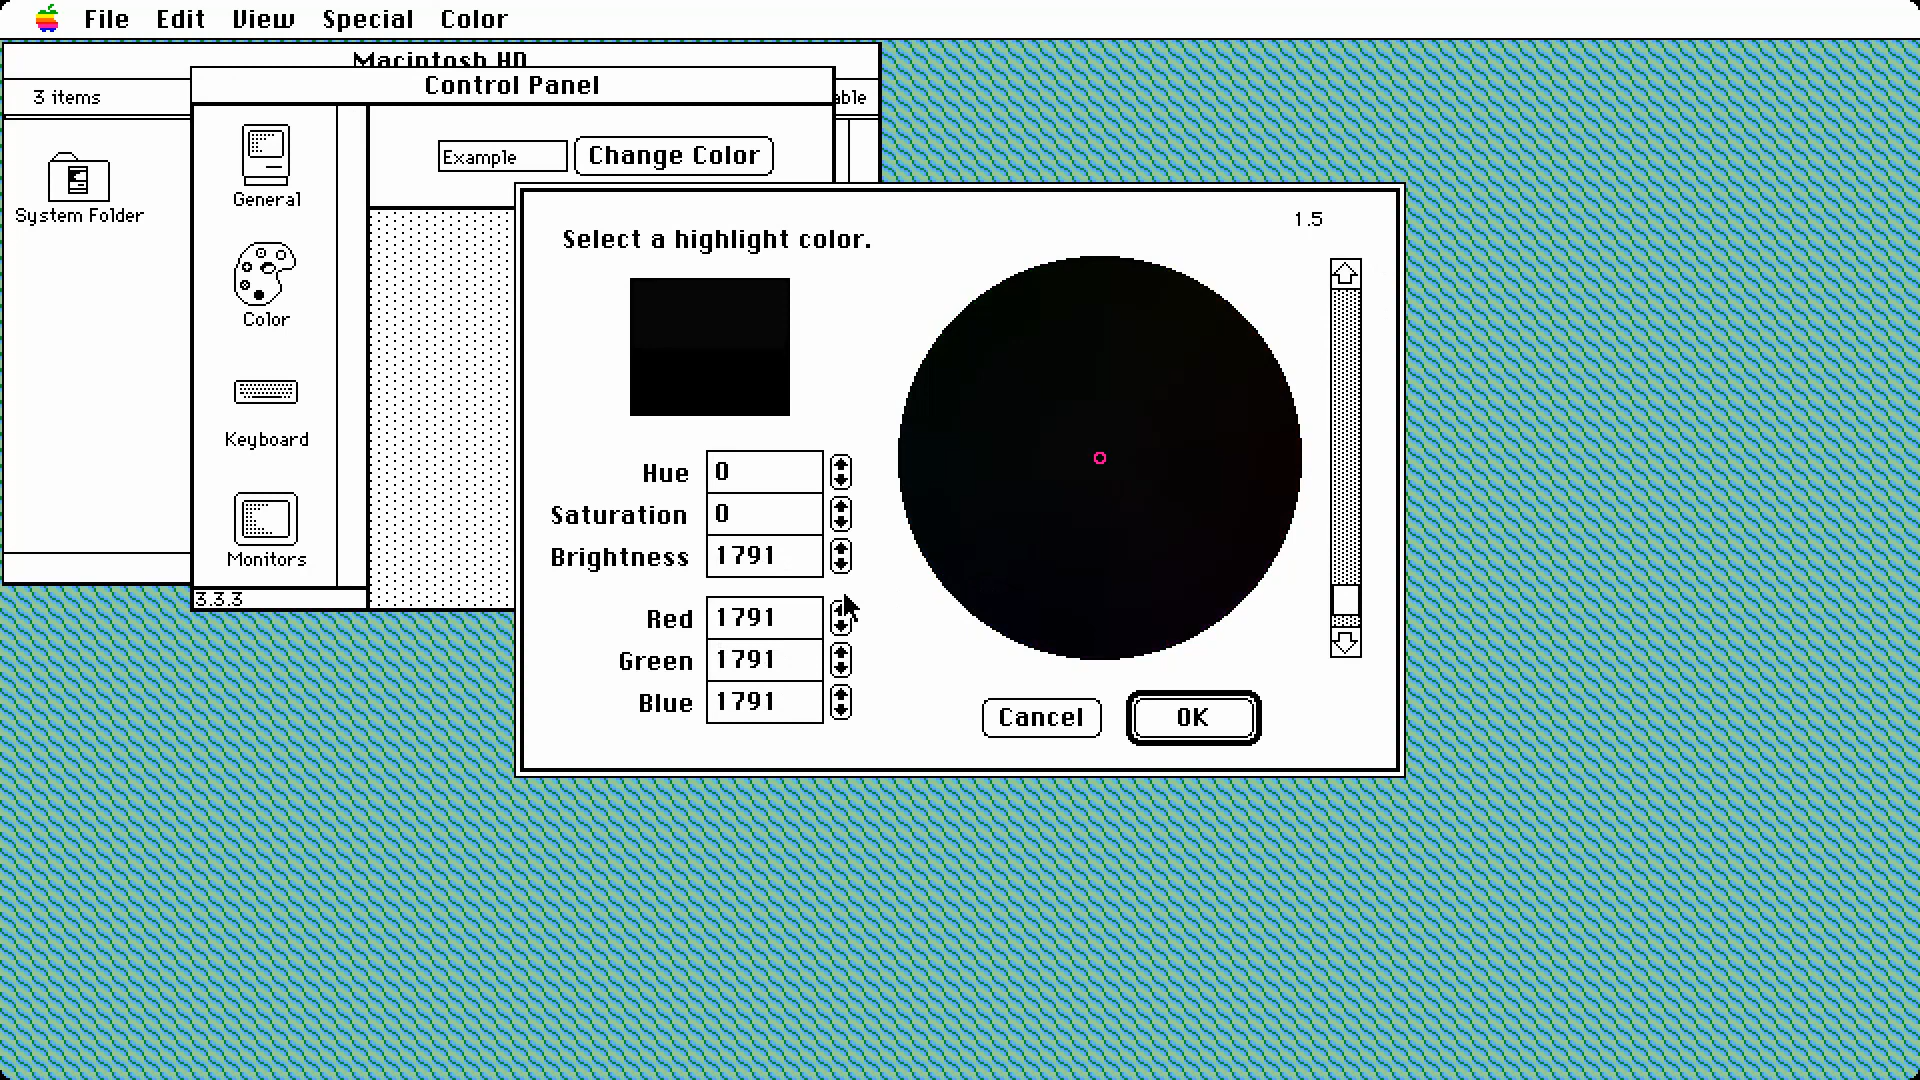 File Edit View Special Color
Macintosh HD
3 items
able
Control Panel
General
Color
Keyboard
Monitors
3.3.3
Example
Change Color
System Folder
Select a highlight color.
1.5
Hue 0
Saturation 0
Brightness 1791
Red 1791
Green 1791
Blue 1791
Cancel OK